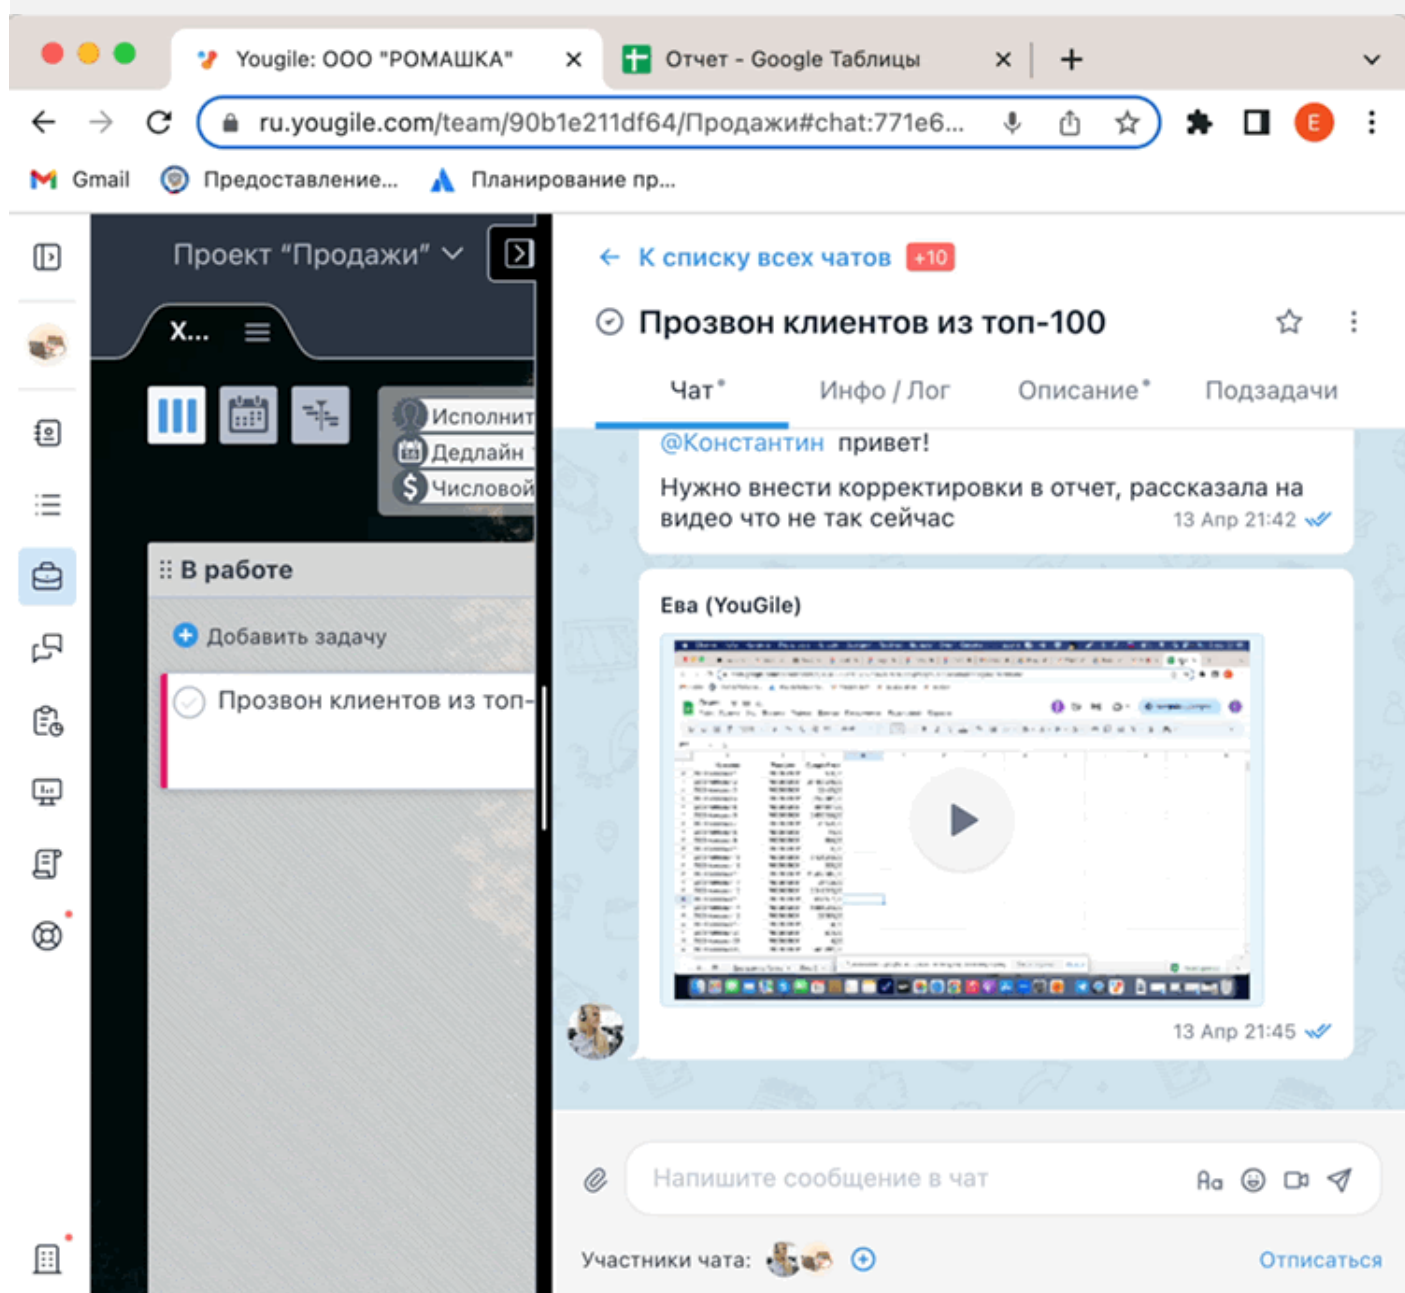 Yougile: ООО "РОМАШКА"
Отчет - Google Таблицы
ru.yougile.com/team/90b1e211df64/Продажи#chat:771e6...
E
Gmail
Предоставление...
Планирование пр...
Проект “Продажи”
Х...
Исполнит
Дедлайн
Числовой
В работе
Добавить задачу
Прозвон клиентов из топ-
К списку всех чатов +10
Прозвон клиентов из топ-100
Чат
Инфо / Лог
Описание
Подзадачи
@Константин привет!
Нужно внести корректировки в отчет, рассказала на
видео что не так сейчас
13 Апр 21:42
Ева (YouGile)
13 Апр 21:45
Напишите сообщение в чат
Aa
Участники чата:
Отписаться